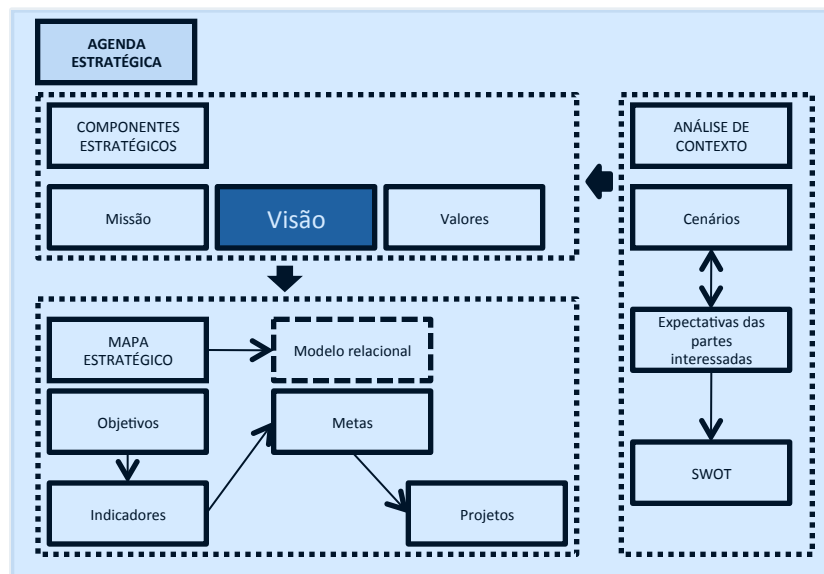 AGENDA
ESTRATÉGICA
COMPONENTES
ESTRATÉGICOS
Missão
Visão
Valores
MAPA
ESTRATÉGICO
Modelo relacional
Objetivos
Metas
Indicadores
Projetos
ANÁLISE DE
CONTEXTO
Cenários
Expectativas das
partes
interessadas
SWOT